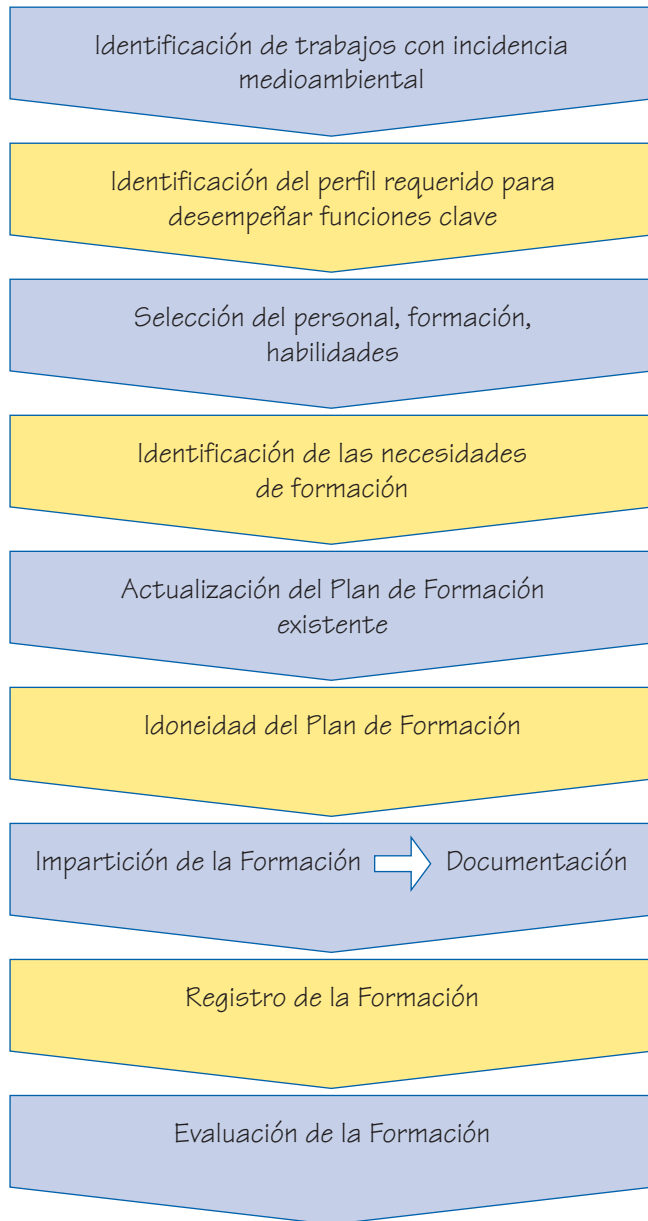 Identificación de trabajos con incidencia
medioambiental
Identificación del perfil requerido para
desempeñar funciones clave
Selección del personal, formación,
habilidades
Identificación de las necesidades
de formación
Actualización del Plan de Formación
existente
Idoneidad del Plan de Formación
Impartición de la Formación Documentación
Registro de la Formación
Evaluación de la Formación